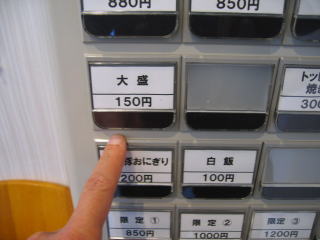 880円
850円
大盛
150円
トッピ
焼き
300
おにぎり
200円
白飯
100円
限定①
850円
限定②
1000円
限定③
1200円